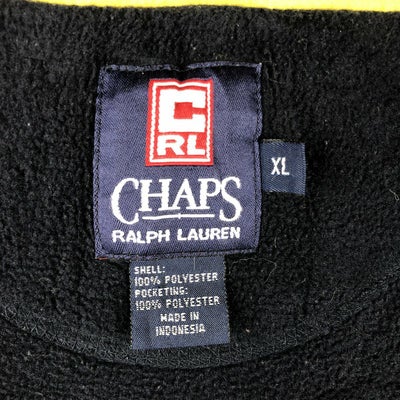 C
RL
XL
CHAPS
RALPH LAUREN
SHELL:
100% POLYESTER
POCKETING:
100% POLYESTER
MADE IN
INDONESIA